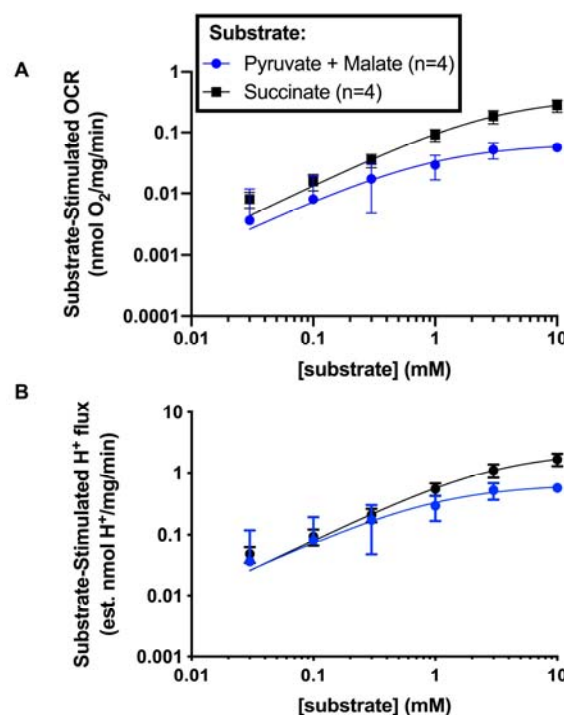 Substrate:
Pyruvate + Malate (n=4)
Succinate (n=4)
A
Substrate-Stimulated OCR
(nmol O₂/mg/min)
1
0.1
0.01
0.001
0.0001
0.01 0.1 1 10
[substrate] (mM)
B
Substrate-Stimulated H⁺ flux
(est. nmol H⁺/mg/min)
10
1
0.1
0.01
0.001
0.01 0.1 1 10
[substrate] (mM)